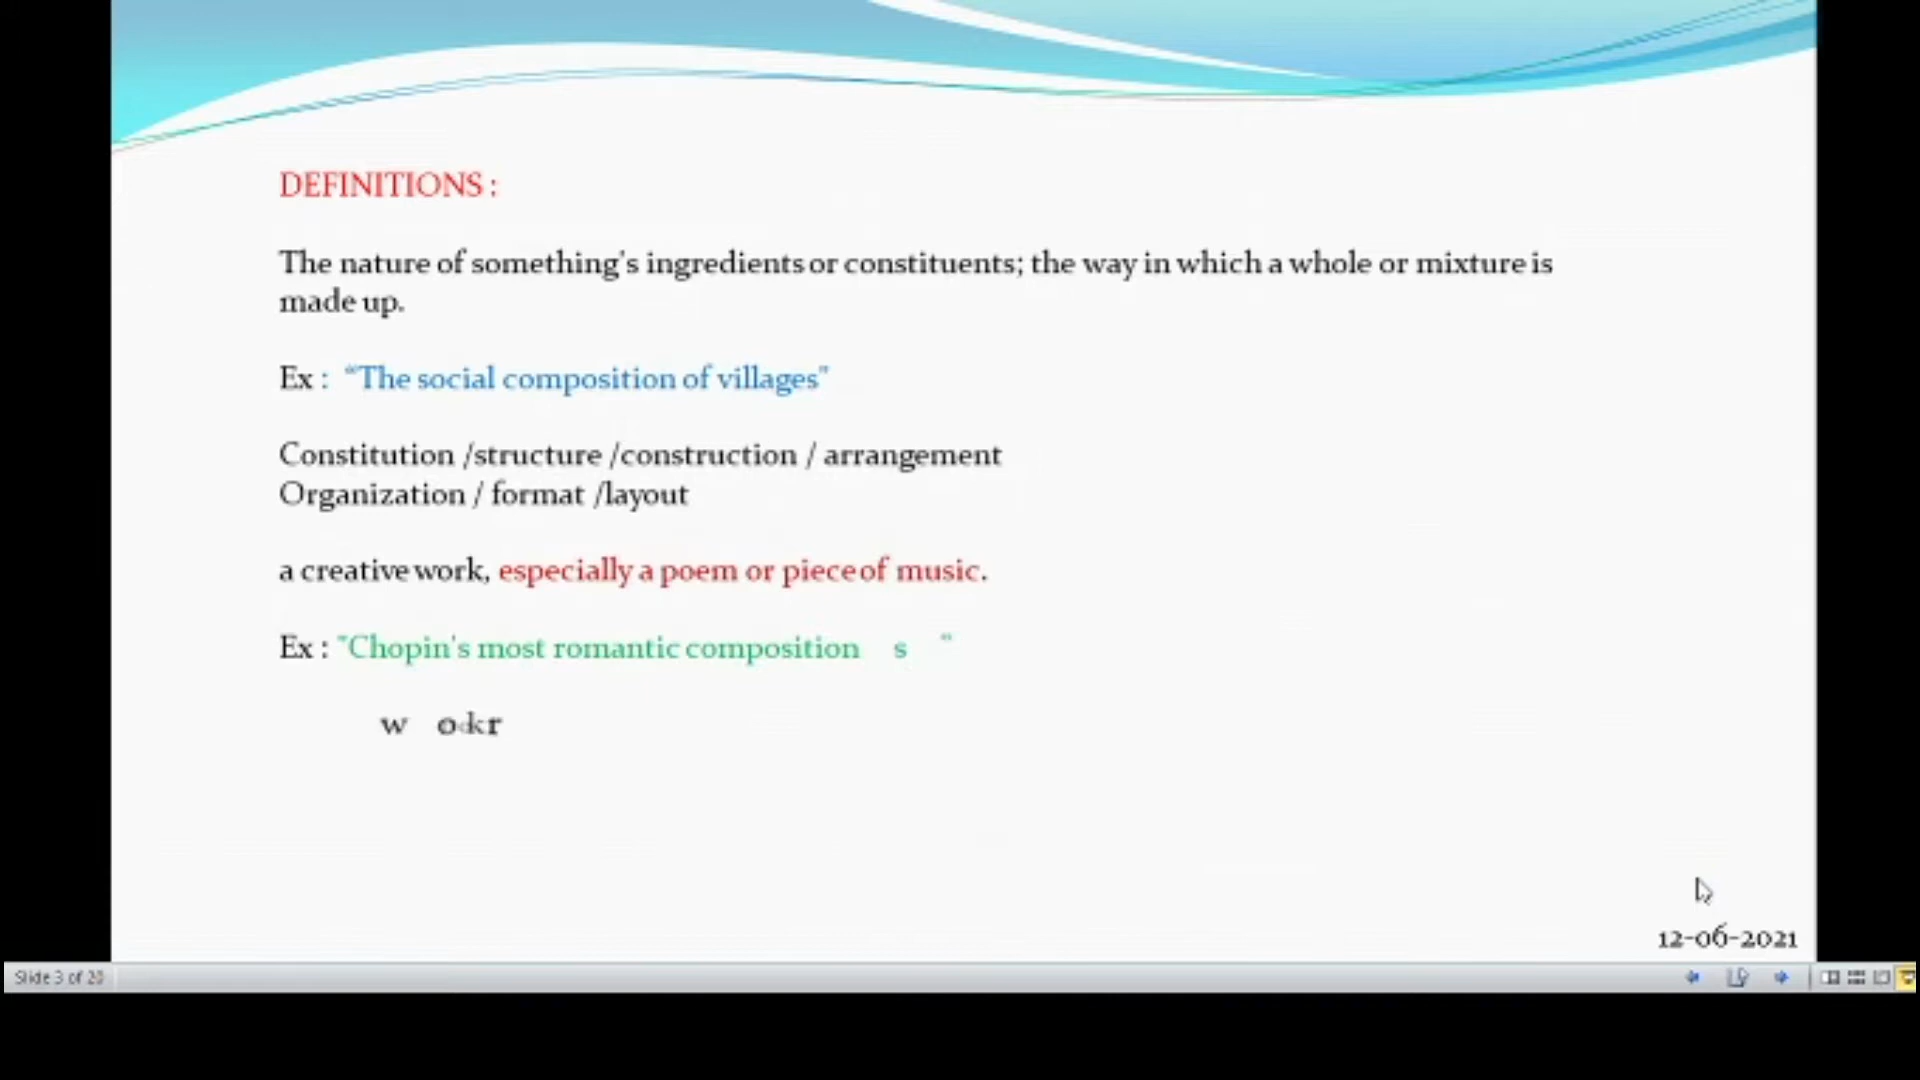 DEFINITIONS :
The nature of something's ingredients or constituents; the way in which a whole or mixture is
made up.
Ex : “The social composition of villages"
Constitution /structure /construction / arrangement
Organization / format /layout
a creative work, especially a poem or piece of music.
Ex : "Chopin's most romantic composition s "
12-06-2021
Slide 3 of 20